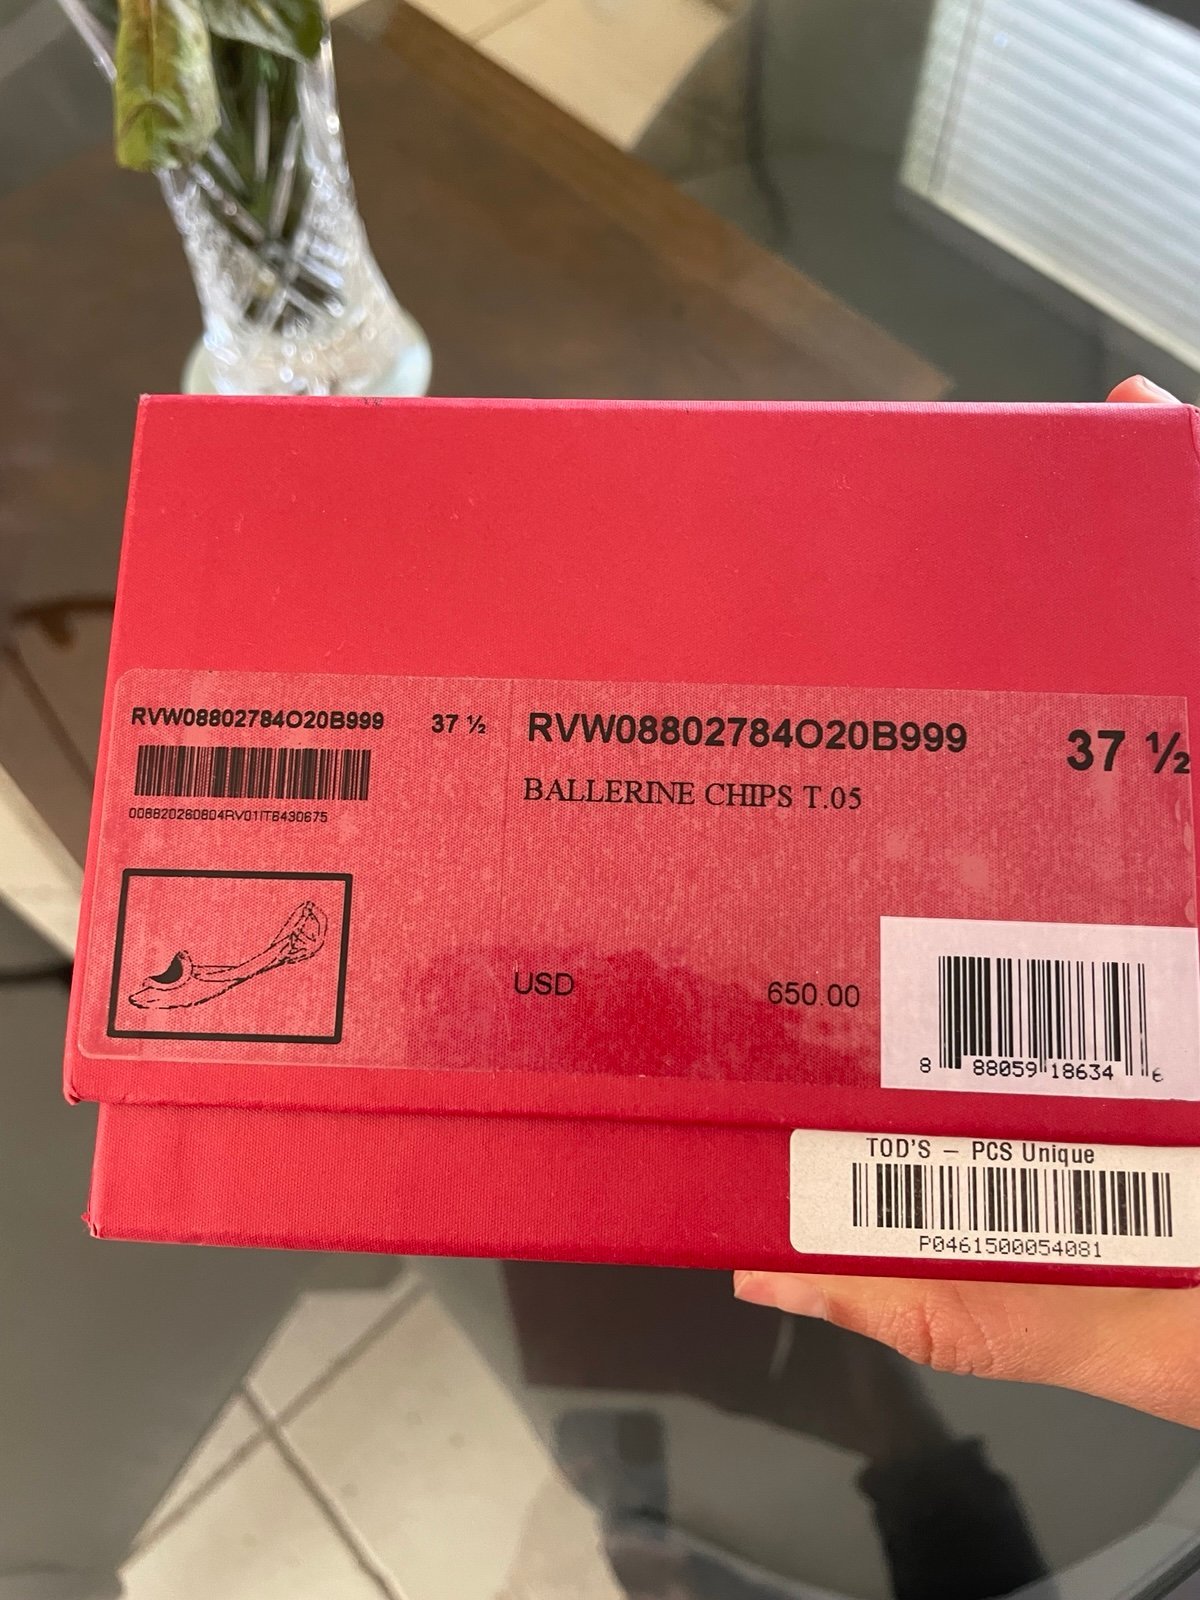 RVW08802784O20B999 37 ½
008820260804RV01IT6430675
RVW08802784O20B999 37 ½
BALLERINE CHIPS T.05
USD 650.00
8 88059 18634 6
TOD'S – PCS Unique
P0461500054081